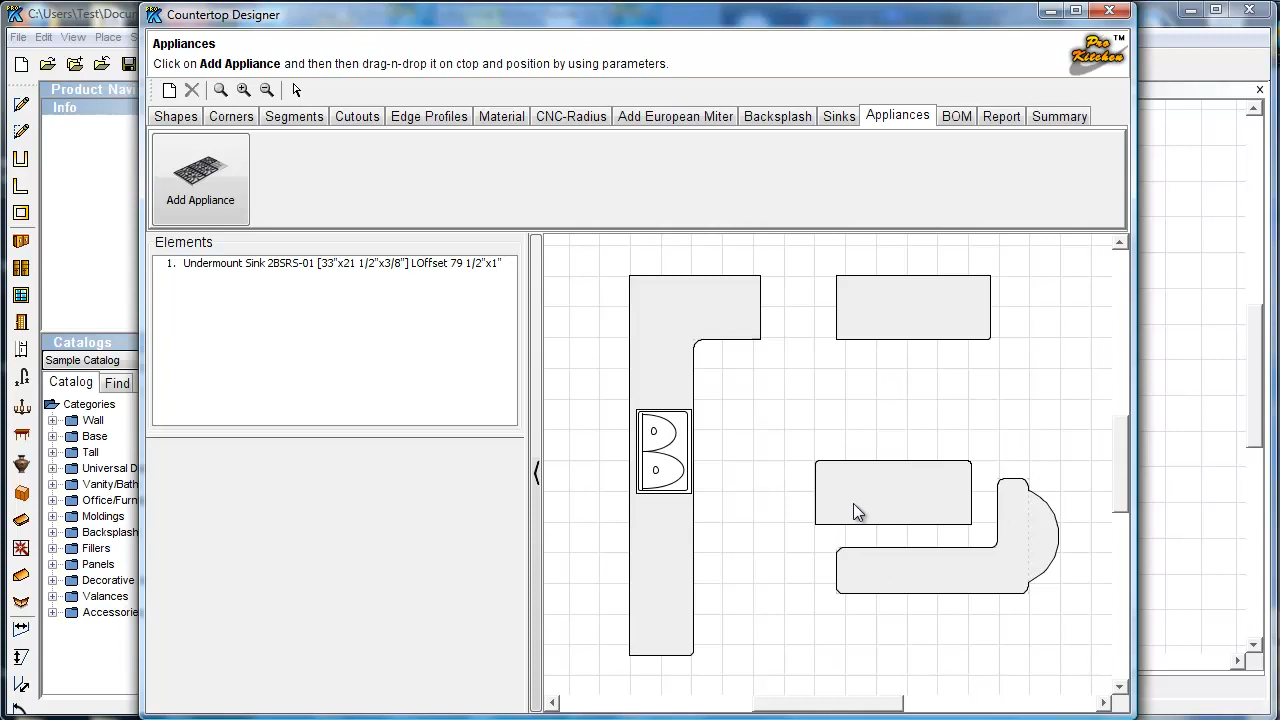 C:\Users\Test\Docum
Countertop Designer
File Edit View Place
Appliances
Click on Add Appliance and then then drag/drop it on ctop and position by using parameters.
Pro Kitchen TM
Product Navi
Info
Shapes Corners Segments Cutouts Edge Profiles Material CNC-Radius Add European Miter Backsplash Sinks Appliances BOM Report Summary
Add Appliance
Elements
1. Undermount Sink 2BSRS-01 [33"x21 1/2"x3/8"] LOffset 79 1/2"x1"
Catalogs
Sample Catalog
Catalog Find
Categories
Wall
Base
Tall
Universal D
Vanity/Bath
Office/Furn
Moldings
Backsplash
Fillers
Panels
Decorative
Valances
Accessorie